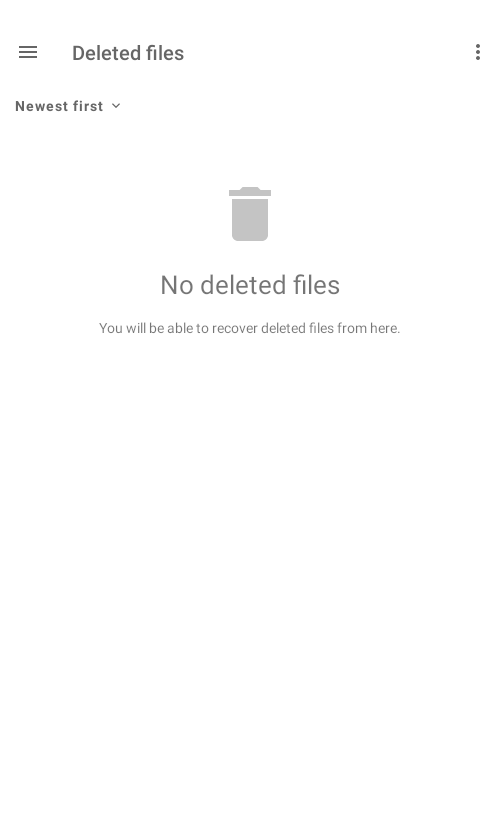 Deleted files
Newest first
No deleted files
You will be able to recover deleted files from here.